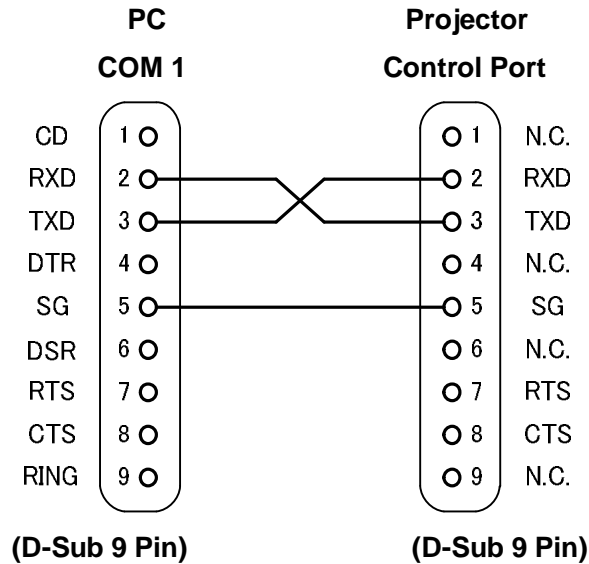 PC Projector
COM 1 Control Port
CD 1 1 N.C.
RXD 2 2 RXD
TXD 3 3 TXD
DTR 4 4 N.C.
SG 5 5 SG
DSR 6 6 N.C.
RTS 7 7 RTS
CTS 8 8 CTS
RING 9 9 N.C.
(D-Sub 9 Pin) (D-Sub 9 Pin)